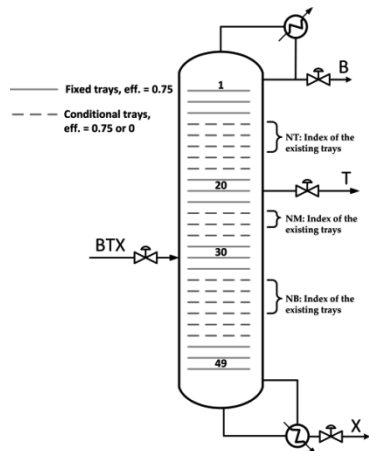 B
Fixed trays, eff. = 0.75
1
Conditional trays,
eff. = 0.75 or 0
NT: Index of the
existing trays
20
T
NM: Index of the
existing trays
BTX
30
NB: Index of the
existing trays
49
X